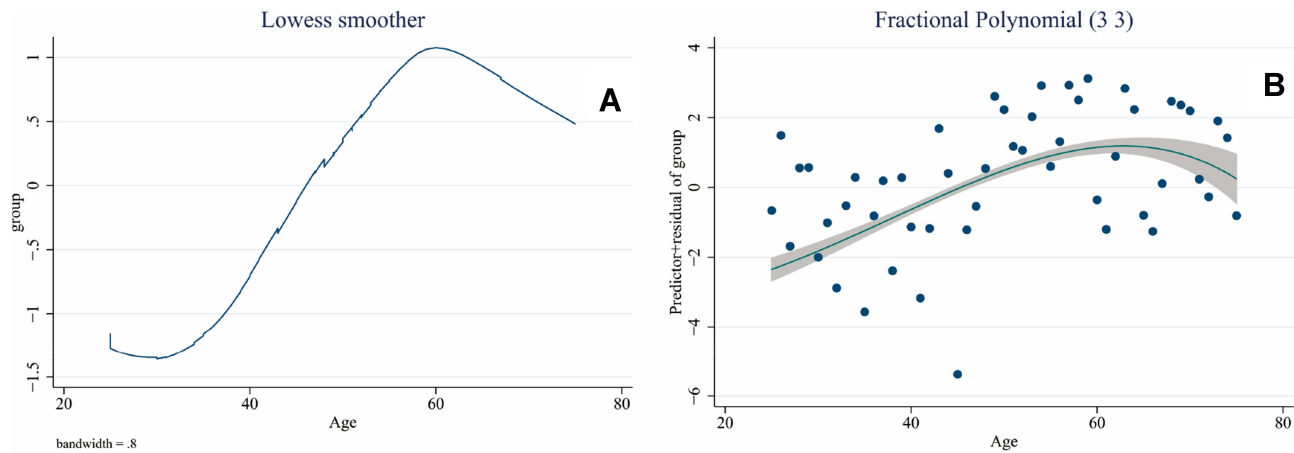 Lowess smoother
A
group
1
.5
0
−.5
−1
−1.5
20
40
60
80
Age
bandwidth = .8
Fractional Polynomial (3 3)
B
Predictor+residual of group
4
2
0
−2
−4
−6
20
40
60
80
Age